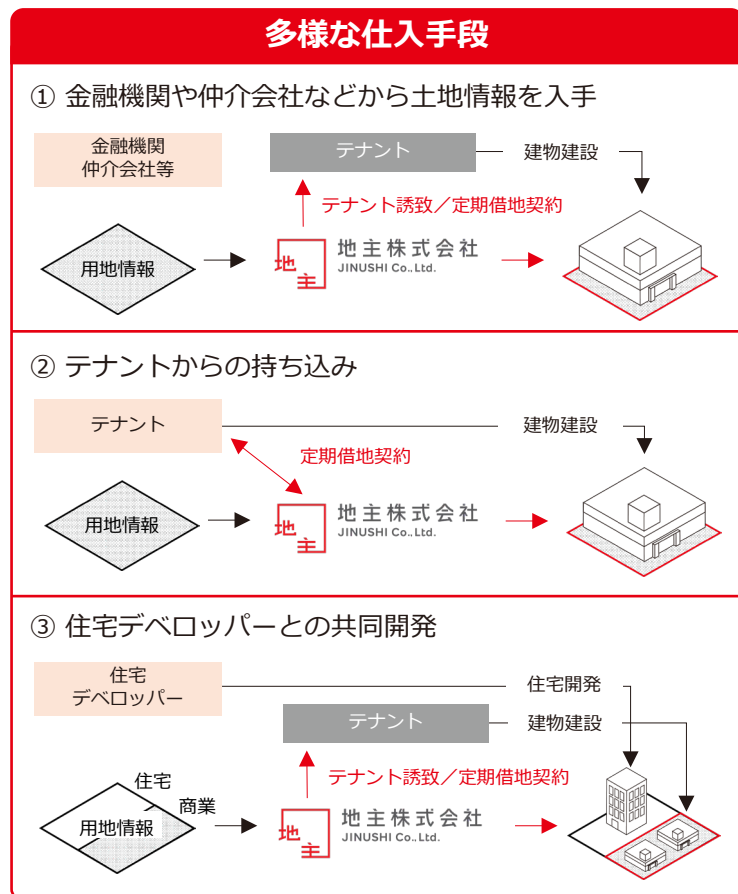 多様な仕入手段
① 金融機関や仲介会社などから土地情報を入手
金融機関
仲介会社等
テナント
建物建設
テナント誘致／定期借地契約
用地情報
地主
地主株式会社
JINUSHI Co.,Ltd.
② テナントからの持ち込み
テナント
建物建設
定期借地契約
用地情報
地主
地主株式会社
JINUSHI Co.,Ltd.
③ 住宅デベロッパーとの共同開発
住宅
デベロッパー
住宅開発
テナント
建物建設
テナント誘致／定期借地契約
住宅
商業
用地情報
地主
地主株式会社
JINUSHI Co.,Ltd.